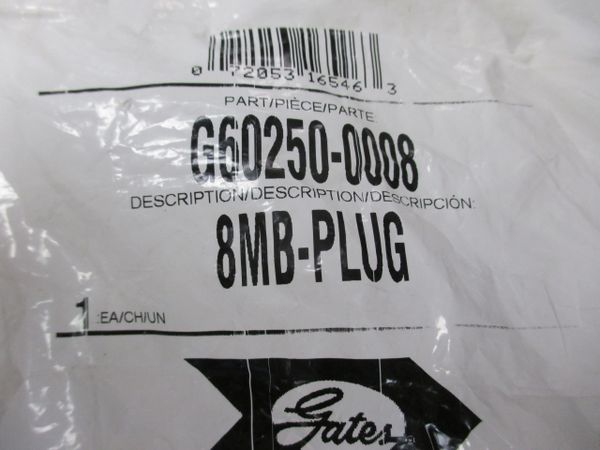 0 72053 16546 3
PART/PIÈCE/PARTE
G60250-0008
DESCRIPTION/DESCRIPTION/DESCRIPCIÓN:
8MB-PLUG
1 :EA/CH/UN
Gates